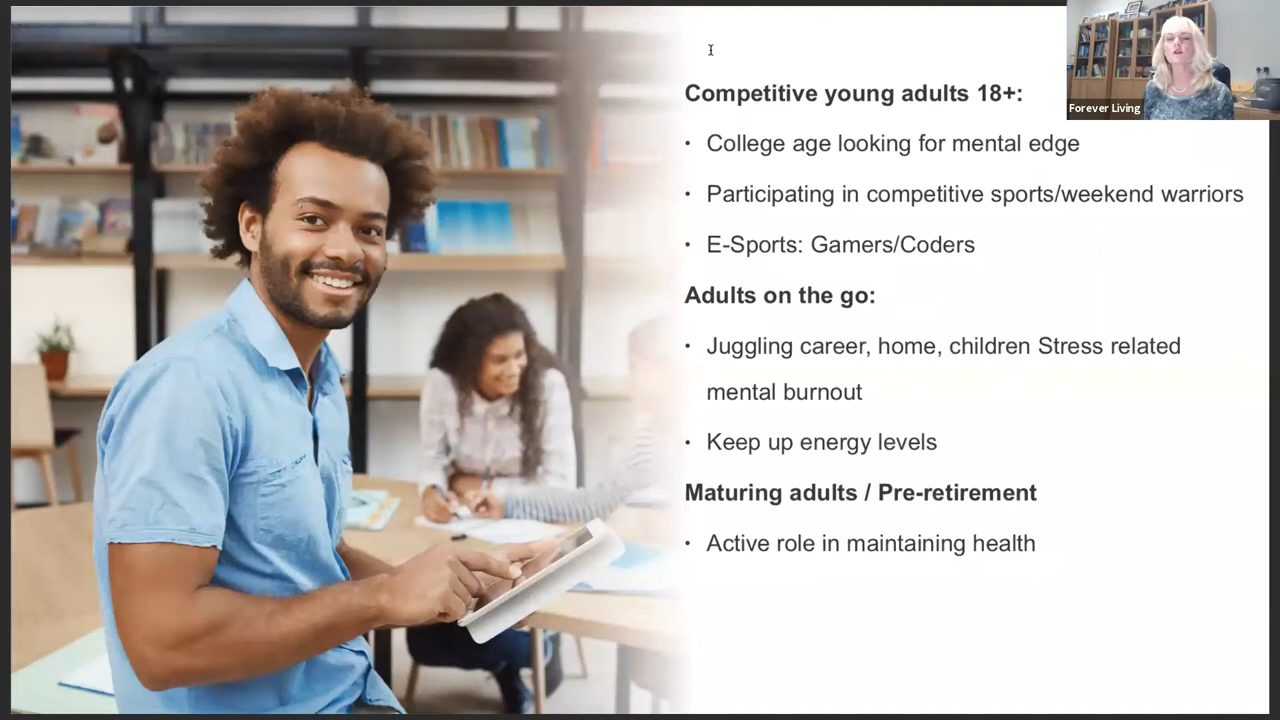 Competitive young adults 18+:
• College age looking for mental edge
• Participating in competitive sports/weekend warriors
• E-Sports: Gamers/Coders
Adults on the go:
• Juggling career, home, children Stress related
mental burnout
• Keep up energy levels
Maturing adults / Pre-retirement
• Active role in maintaining health
Forever Living